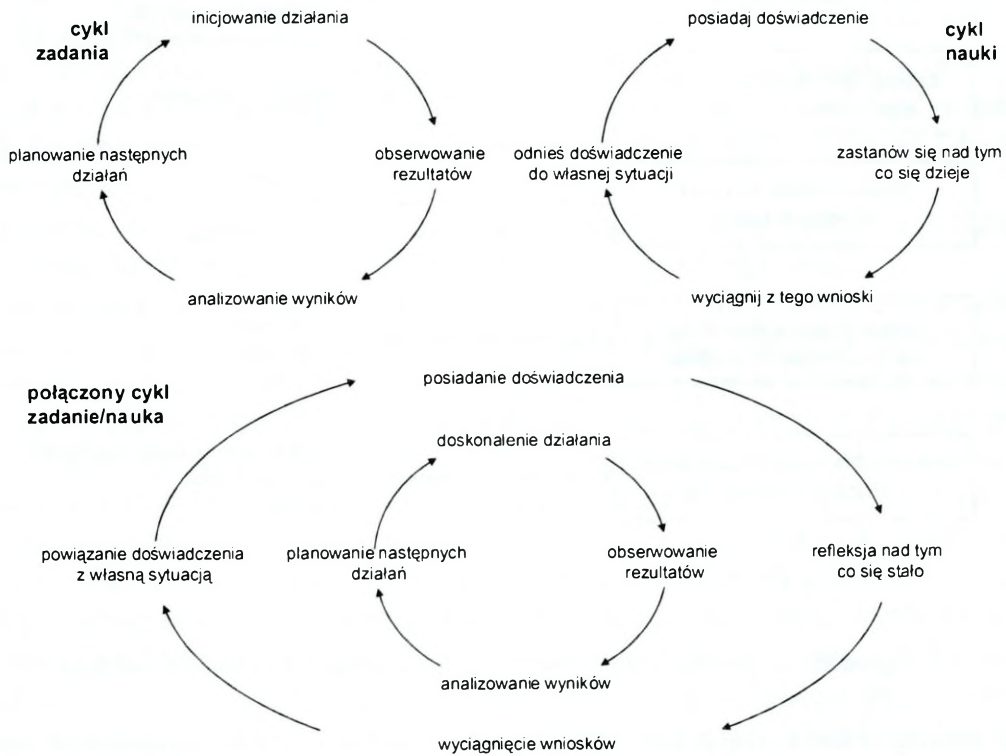 cykl
zadania
inicjowanie działania
obserwowanie
rezultatów
analizowanie wyników
planowanie następnych
działań
cykl
nauki
posiadaj doświadczenie
zastanów się nad tym
co się dzieje
wyciągnij z tego wnioski
odnieś doświadczenie
do własnej sytuacji
połączony cykl
zadanie/nauka
posiadanie doświadczenia
refleksja nad tym
co się stało
wyciągnięcie wniosków
powiązanie doświadczenia
z własną sytuacją
doskonalenie działania
obserwowanie
rezultatów
analizowanie wyników
planowanie następnych
działań